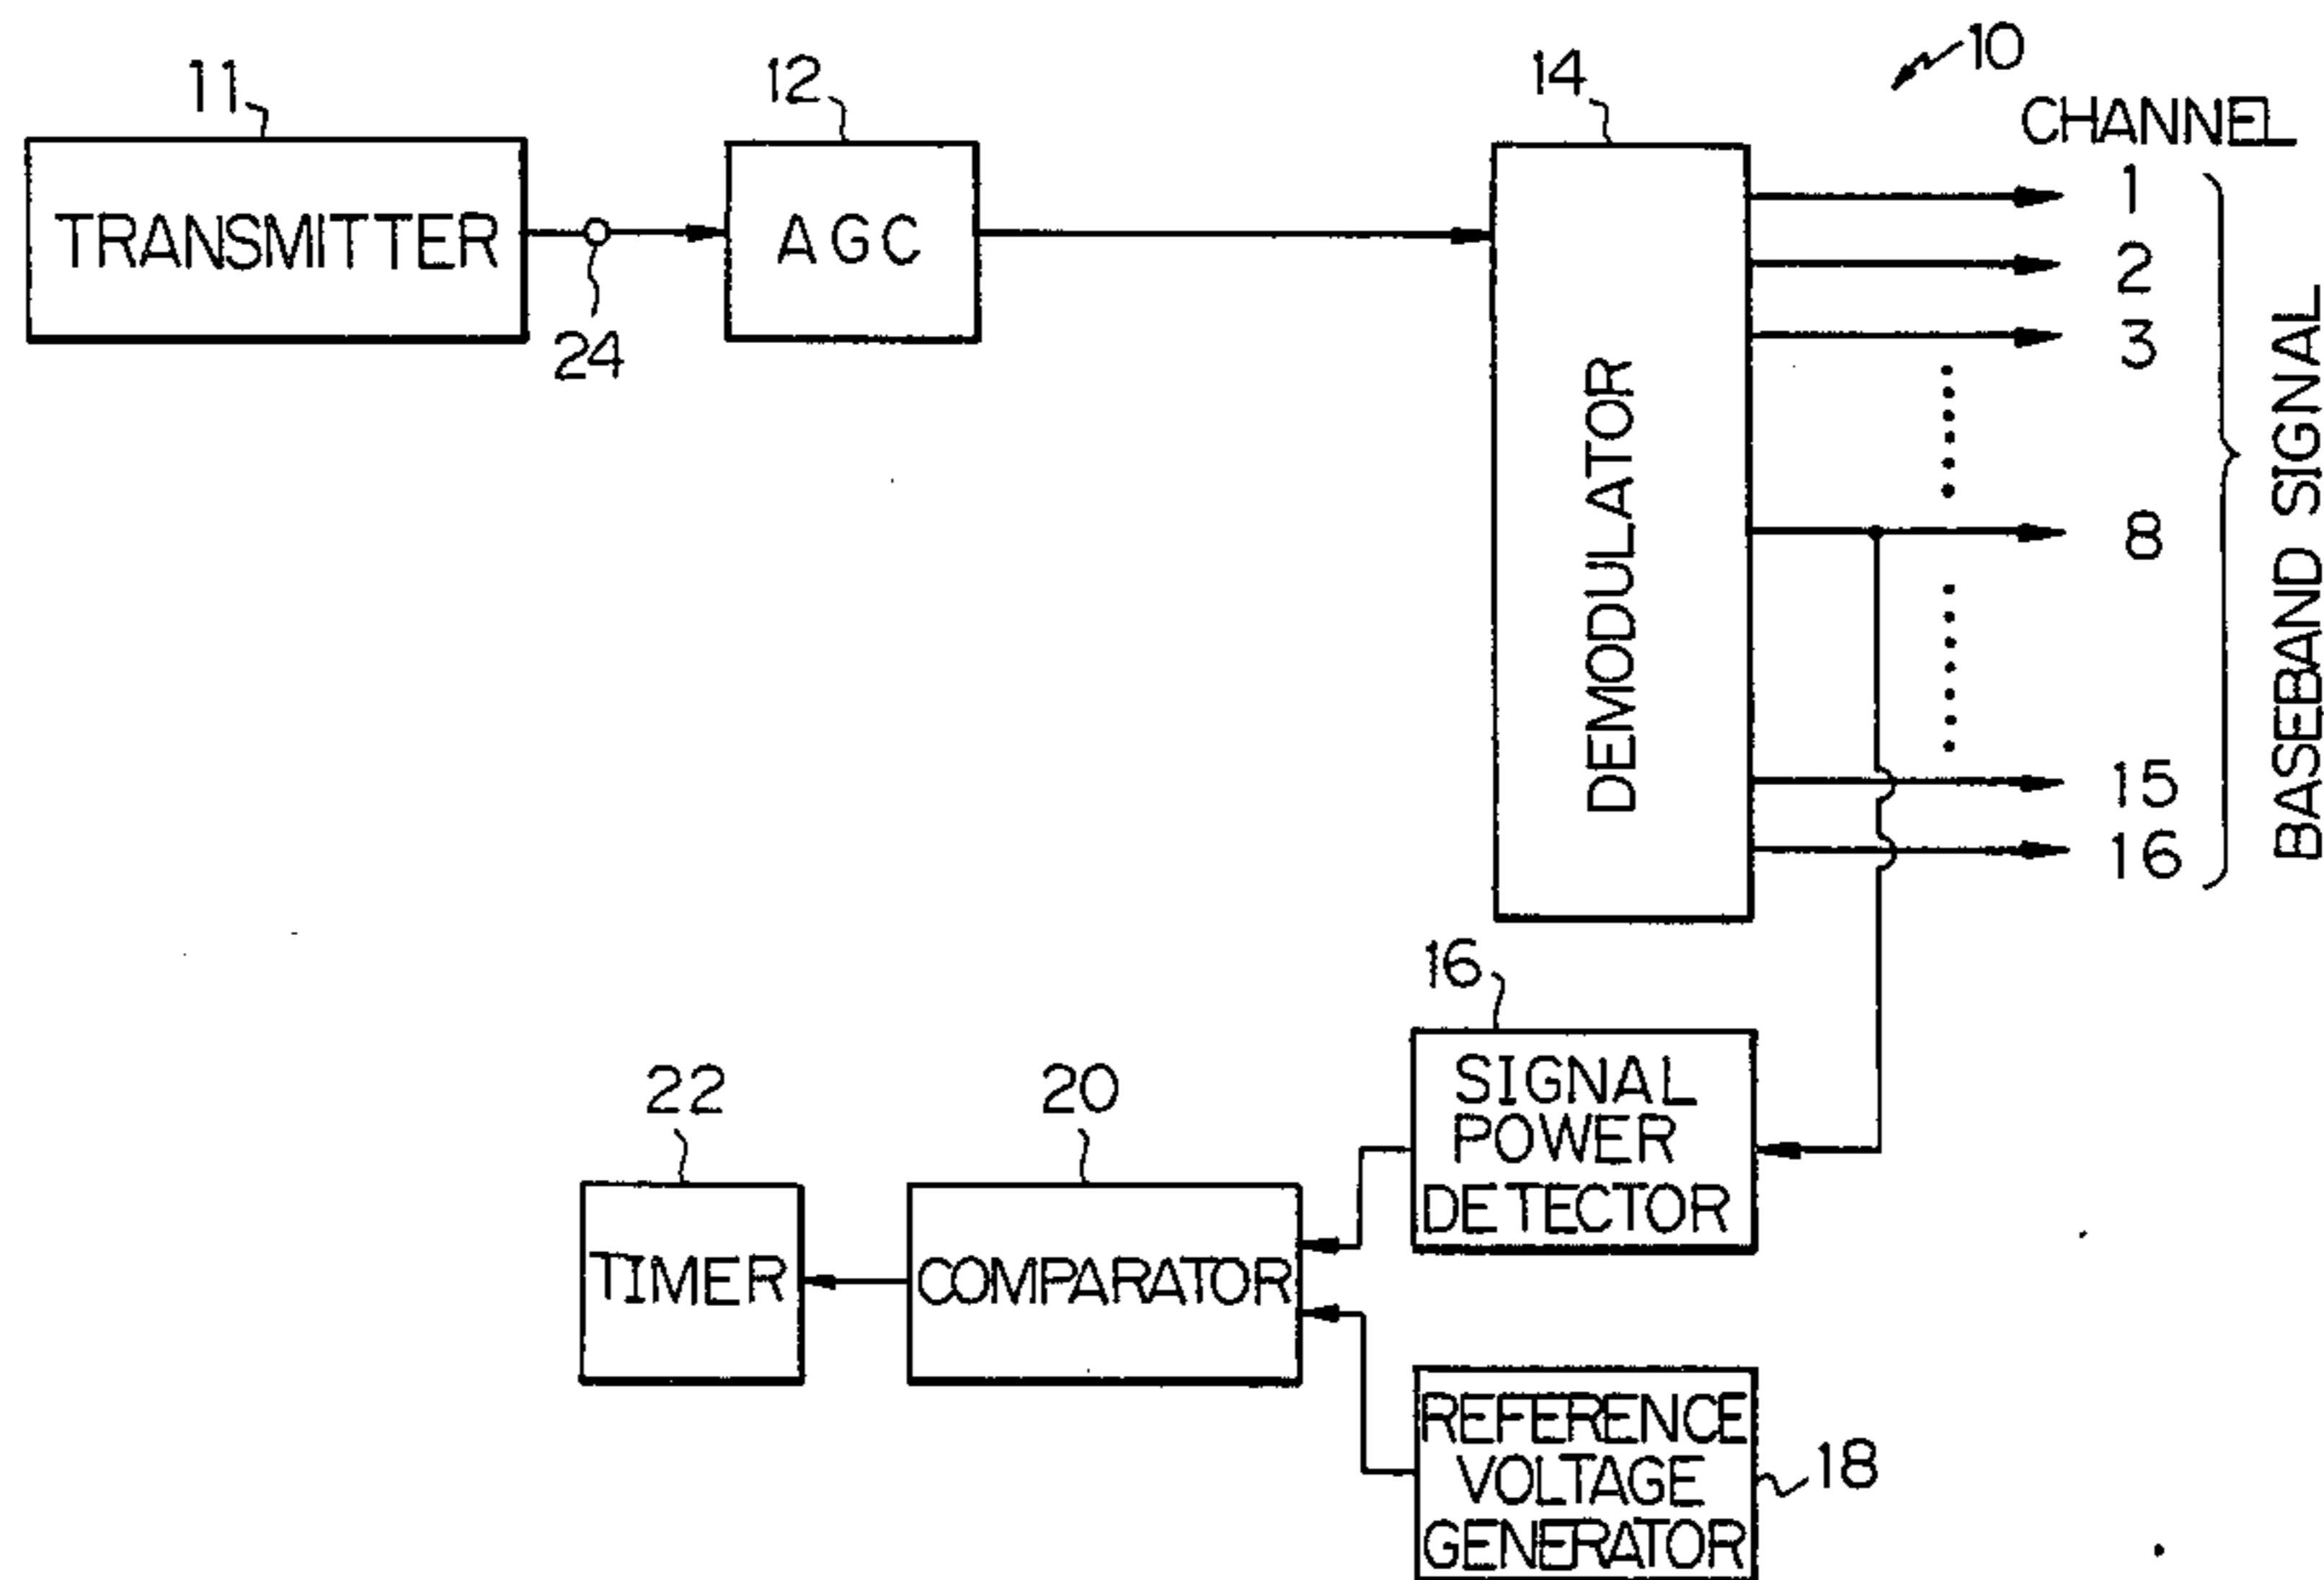 10
11
12
14
CHANNEL
TRANSMITTER
24
AGC
DEMODULATOR
1
2
3
8
15
16
BASEBAND SIGNAL
16
SIGNAL
POWER
DETECTOR
22
TIMER
20
COMPARATOR
REFERENCE
VOLTAGE
GENERATOR
18